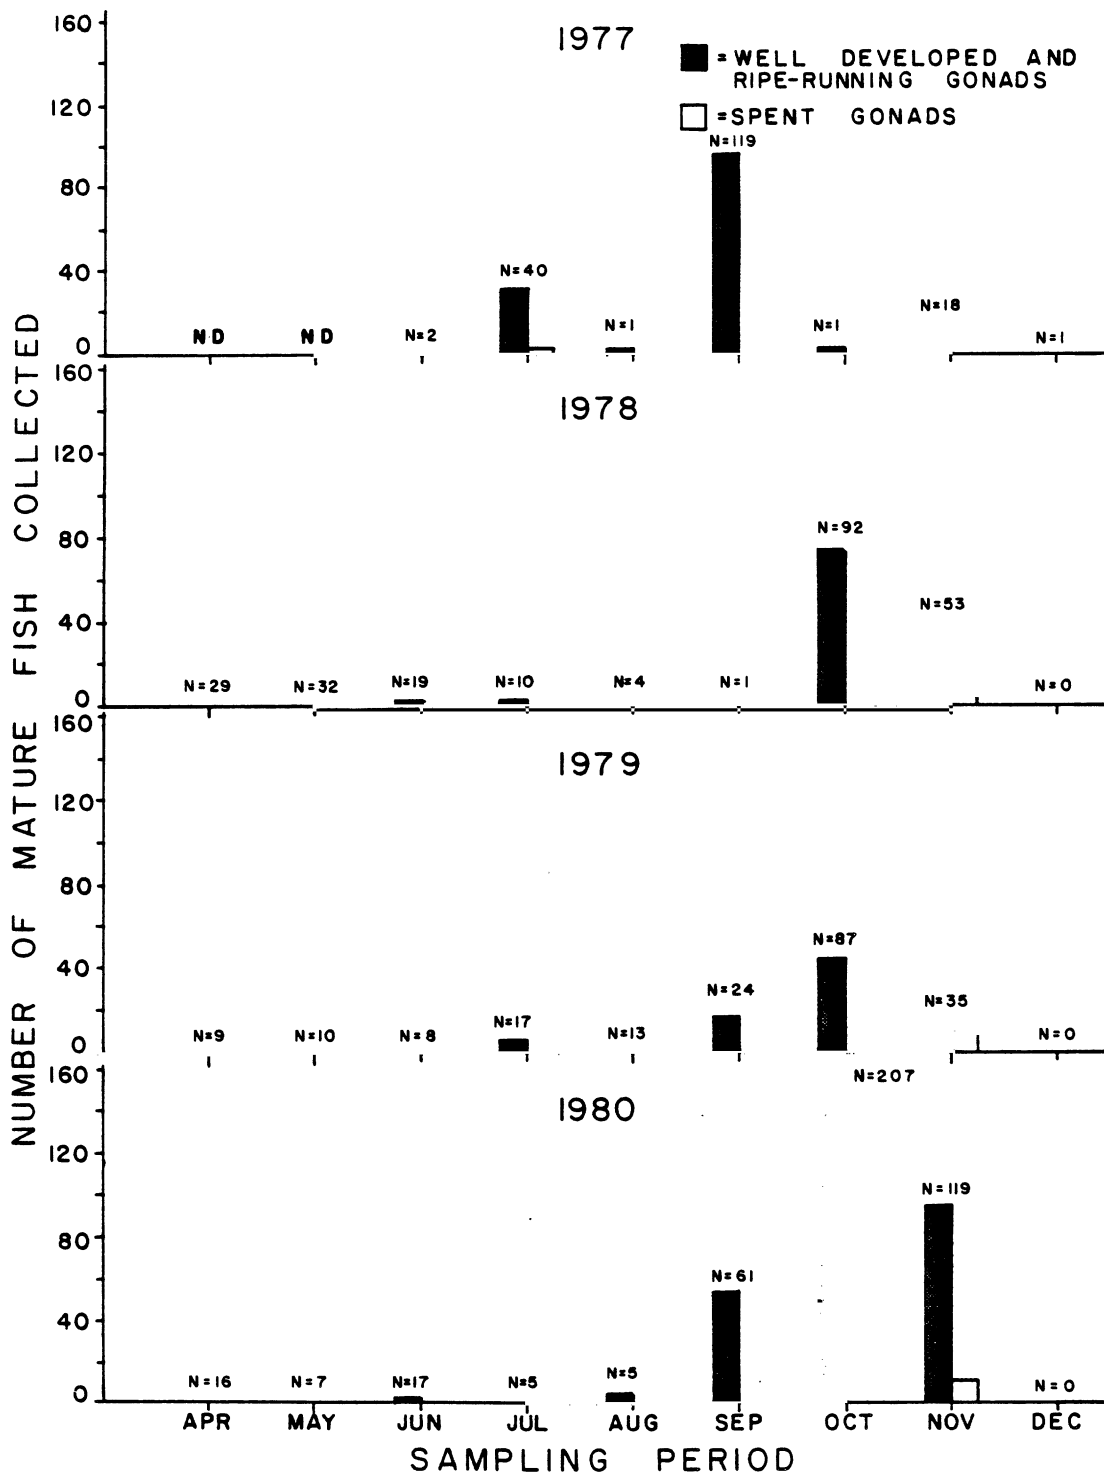 NUMBER OF MATURE FISH COLLECTED
1977
= WELL DEVELOPED AND
RIPE-RUNNING GONADS
=SPENT GONADS
160
120
80
40
0
ND
ND
N=2
N=40
N=1
N=119
N=1
N=18
N=1
1978
160
120
80
40
0
N=29
N=32
N=19
N=10
N=4
N=1
N=92
N=53
N=0
1979
160
120
80
40
0
N=9
N=10
N=8
N=17
N=13
N=24
N=87
N=35
N=0
1980
160
120
80
40
0
N=16
N=7
N=17
N=5
N=5
N=61
N=207
N=119
N=0
APR MAY JUN JUL AUG SEP OCT NOV DEC
SAMPLING PERIOD